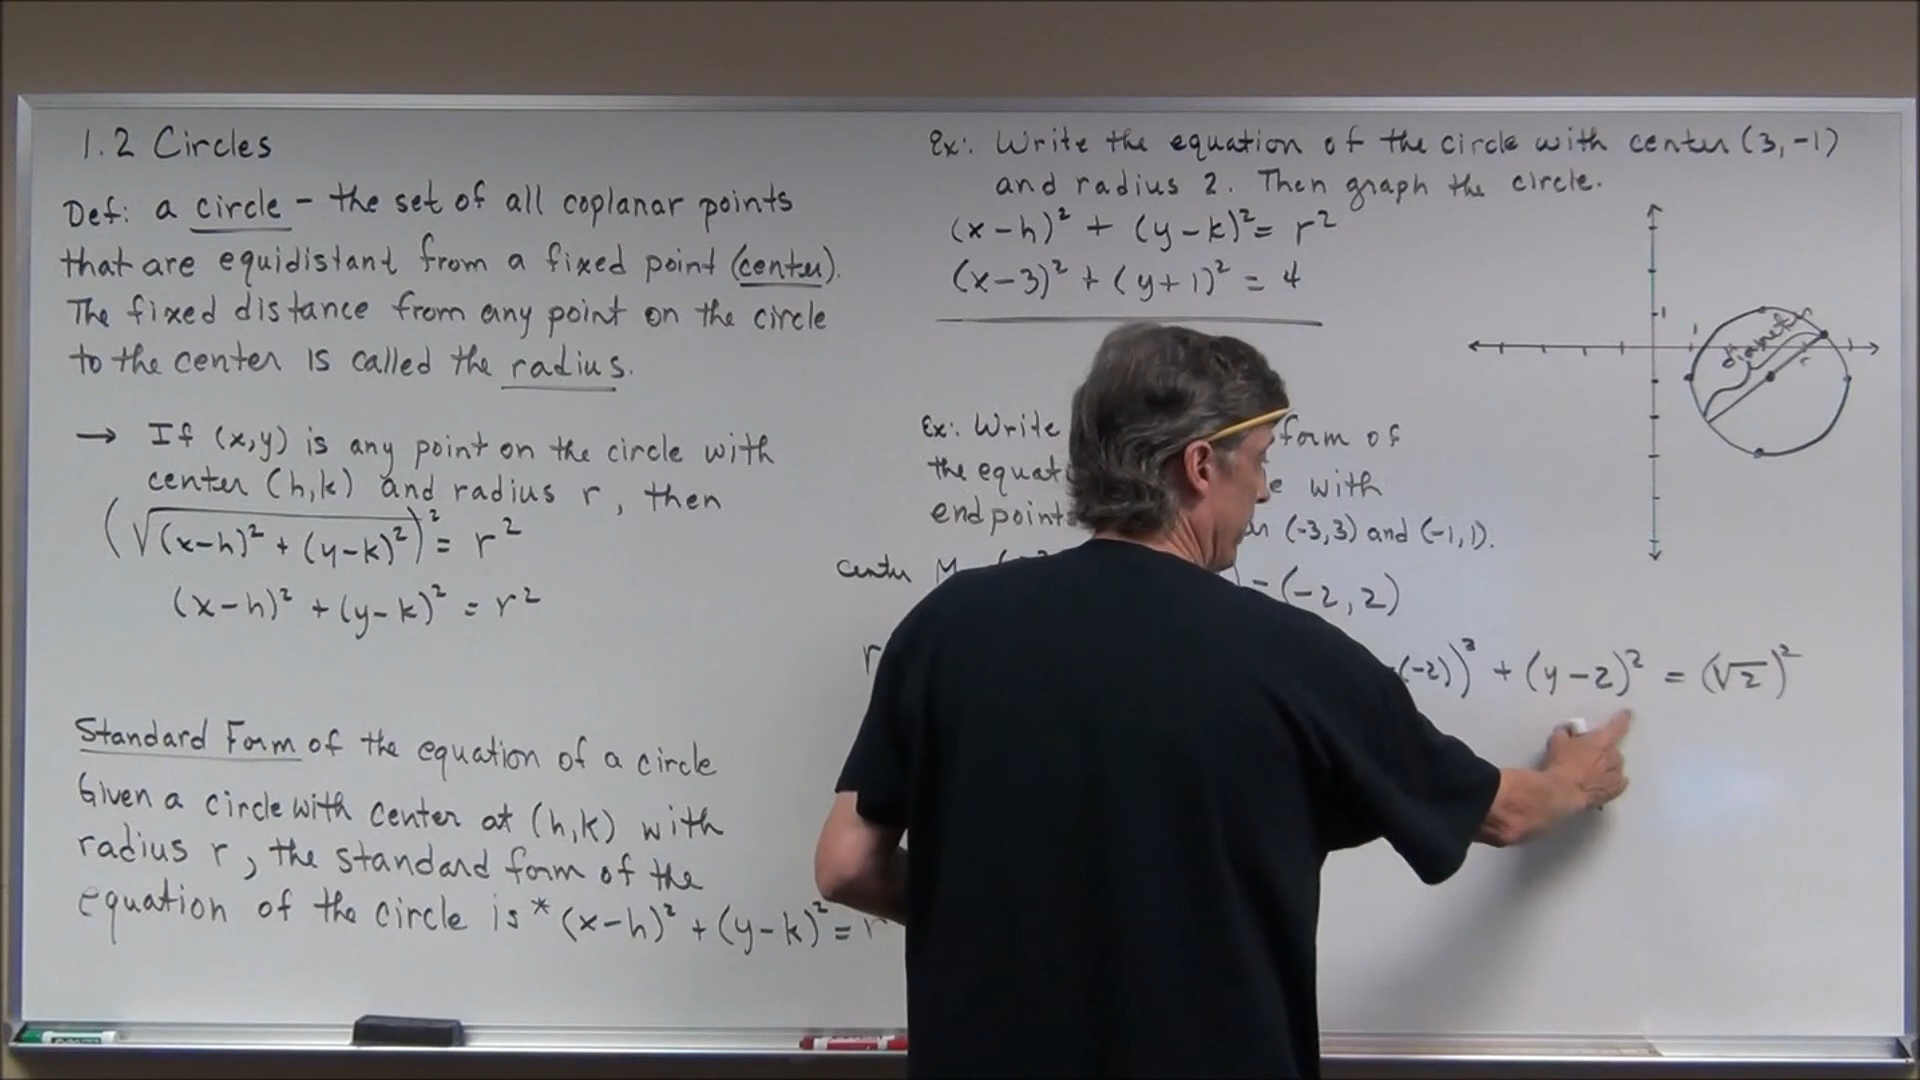 1.2 Circles
Def: a circle - the set of all coplanar points
that are equidistant from a fixed point (center).
The fixed distance from any point on the circle
to the center is called the radius.
→ If (x,y) is any point on the circle with
center (h,k) and radius r, then
(√(x-h)² + (y-k)²)² = r²
(x-h)² + (y-k)² = r²
Standard Form of the equation of a circle
Given a circle with center at (h,k) with
radius r, the standard form of the
equation of the circle is * (x-h)² + (y-k)² = r
Ex: Write the equation of the circle with center (3,-1)
and radius 2. Then graph the circle.
(x-h)² + (y-k)² = r²
(x-3)² + (y+1)² = 4
1
1
diameter
r
Ex: Write form of
the with
endpoint (-3,3) and (-1,1).
center M = (-2,2)
r (-2))² + (y-2)² = (√2)²